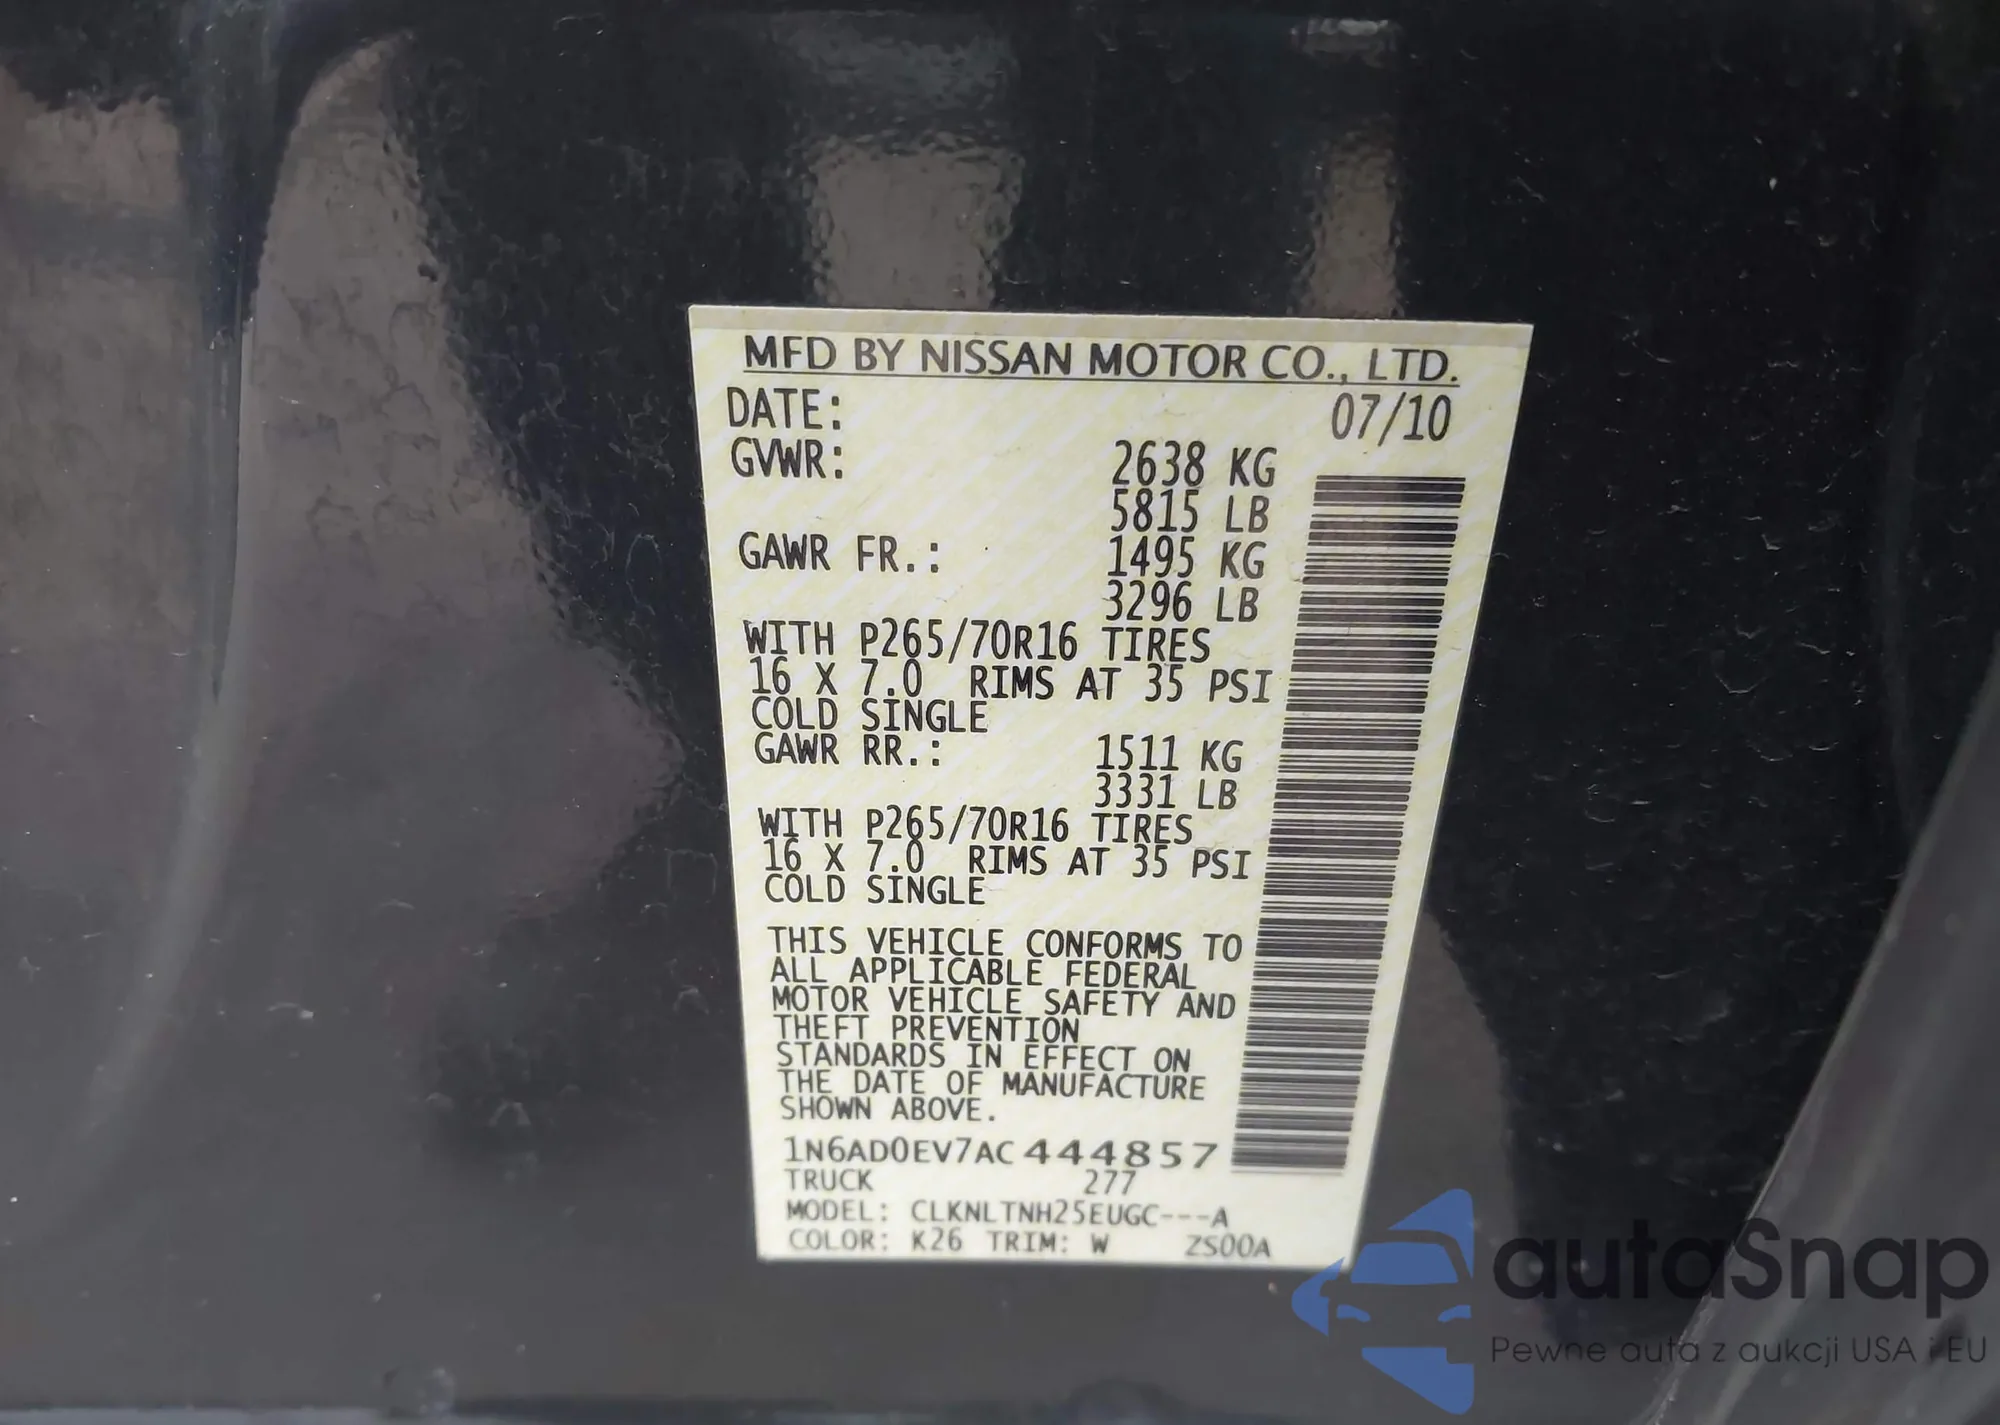 MFD BY NISSAN MOTOR CO., LTD.
DATE: 07/10
GVWR: 2638 KG
5815 LB
GAWR FR.: 1495 KG
3296 LB
WITH P265/70R16 TIRES
16 X 7.0 RIMS AT 35 PSI
COLD SINGLE
GAWR RR.: 1511 KG
3331 LB
WITH P265/70R16 TIRES
16 X 7.0 RIMS AT 35 PSI
COLD SINGLE
THIS VEHICLE CONFORMS TO
ALL APPLICABLE FEDERAL
MOTOR VEHICLE SAFETY AND
THEFT PREVENTION
STANDARDS IN EFFECT ON
THE DATE OF MANUFACTURE
SHOWN ABOVE.
1N6AD0EV7AC444857
TRUCK 277
MODEL: CLKNLTNH25EUGC---A
COLOR: K26 TRIM: W ZS00A
autaSnap
Pewne auta z aukcji USA i EU